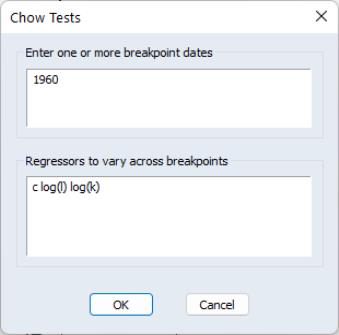 Chow Tests
Enter one or more breakpoint dates
1960
Regressors to vary across breakpoints
c log(l) log(k)
OK
Cancel